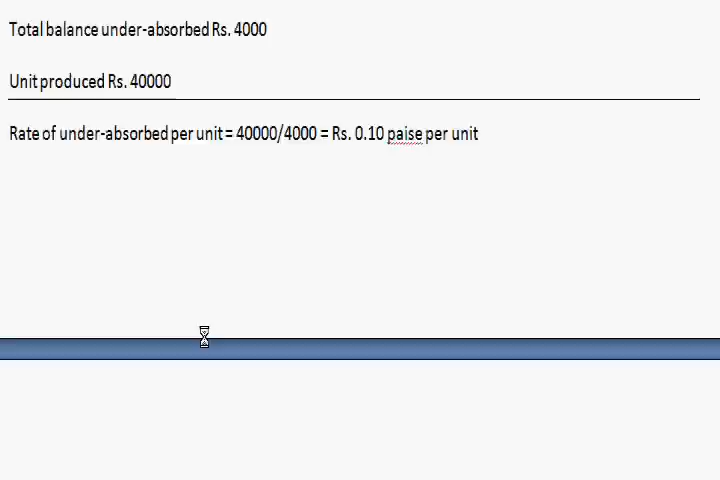 Total balance under-absorbed Rs. 4000
Unit produced Rs. 40000
Rate of under-absorbed per unit = 40000/4000 = Rs. 0.10 paise per unit